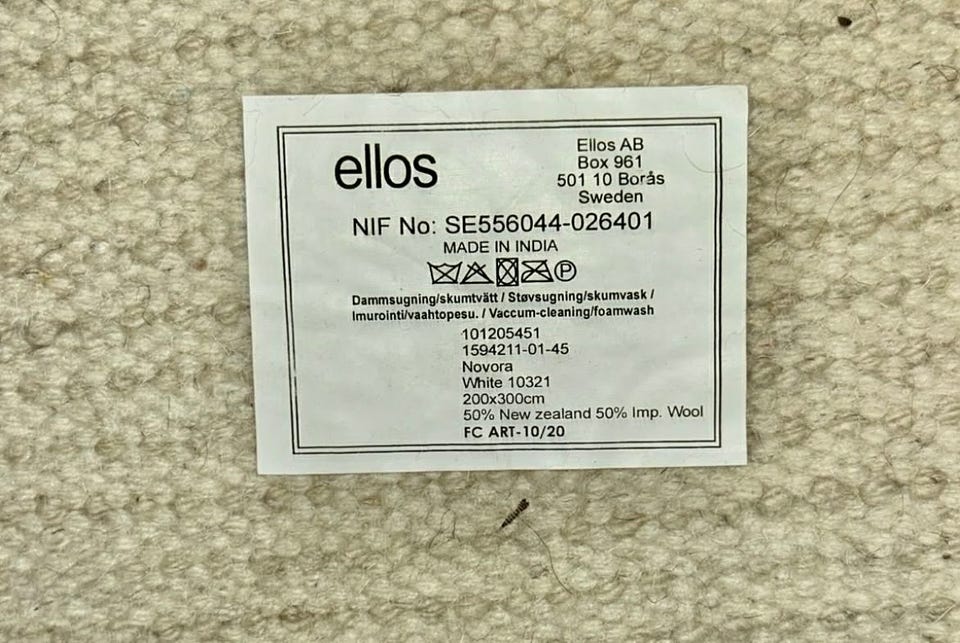 ellos
Ellos AB
Box 961
501 10 Borås
Sweden
NIF No: SE556044-026401
MADE IN INDIA
P
Dammsugning/skumtvätt / Støvsugning/skumvask /
Imurointi/vaahtopesu. / Vaccum-cleaning/foamwash
101205451
1594211-01-45
Novora
White 10321
200x300cm
50% New zealand 50% Imp. Wool
FC ART-10/20